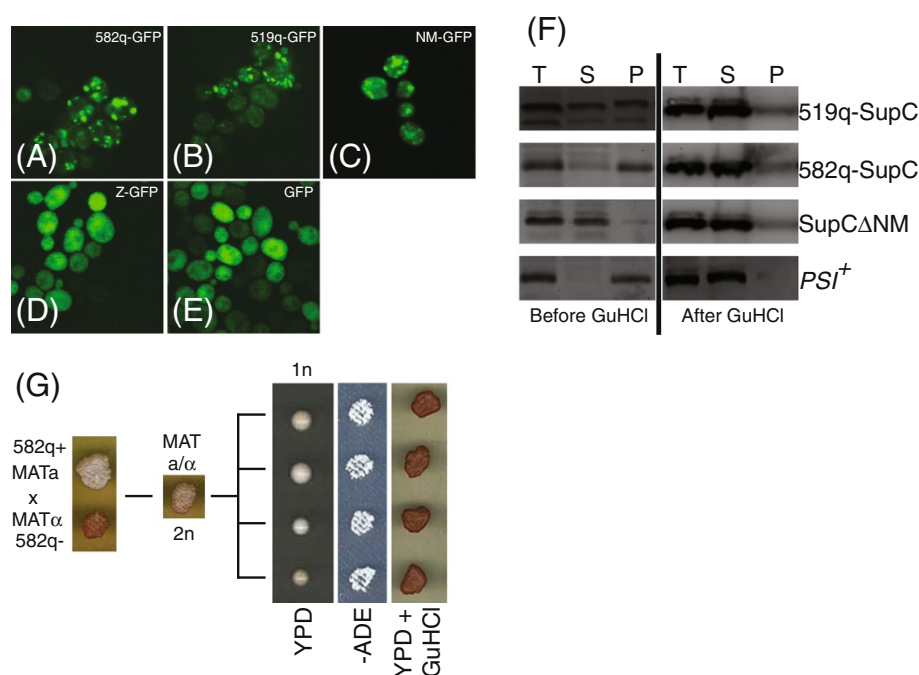 582q-GFP
519q-GFP
NM-GFP
(A)
(B)
(C)
Z-GFP
GFP
(D)
(E)
(F)
T S P T S P
519q-SupC
582q-SupC
SupCΔNM
PSI+
Before GuHCl After GuHCl
(G)
1n
582q+
MATa
x
MATα
582q-
MAT
a/α
2n
YPD
-ADE
YPD +
GuHCl